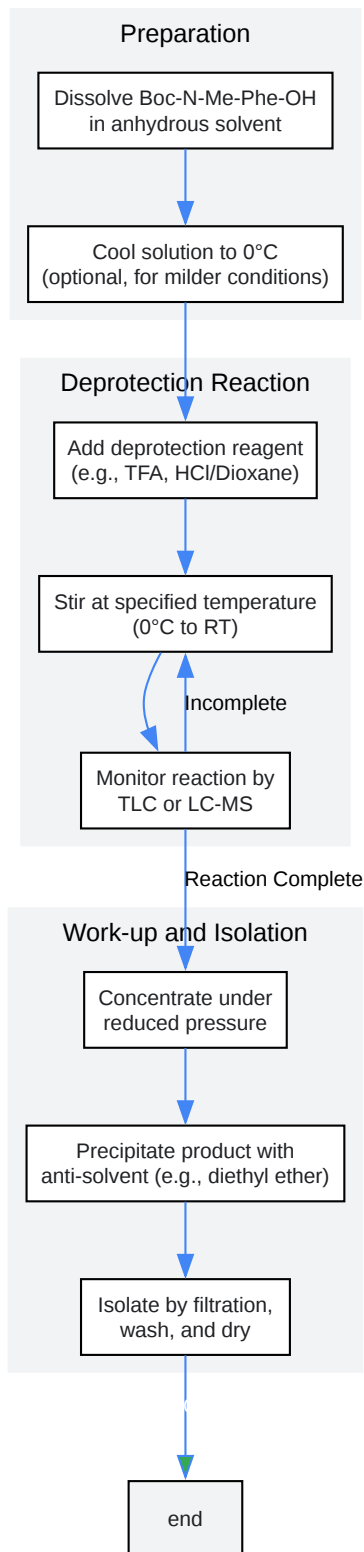 Preparation
Dissolve Boc-N-Me-Phe-OH
in anhydrous solvent
Cool solution to 0°C
(optional, for milder conditions)
Deprotection Reaction
Add deprotection reagent
(e.g., TFA, HCl/Dioxane)
Stir at specified temperature
(0°C to RT)
Incomplete
Monitor reaction by
TLC or LC-MS
Reaction Complete
Work-up and Isolation
Concentrate under
reduced pressure
Precipitate product with
anti-solvent (e.g., diethyl ether)
Isolate by filtration,
wash, and dry
end